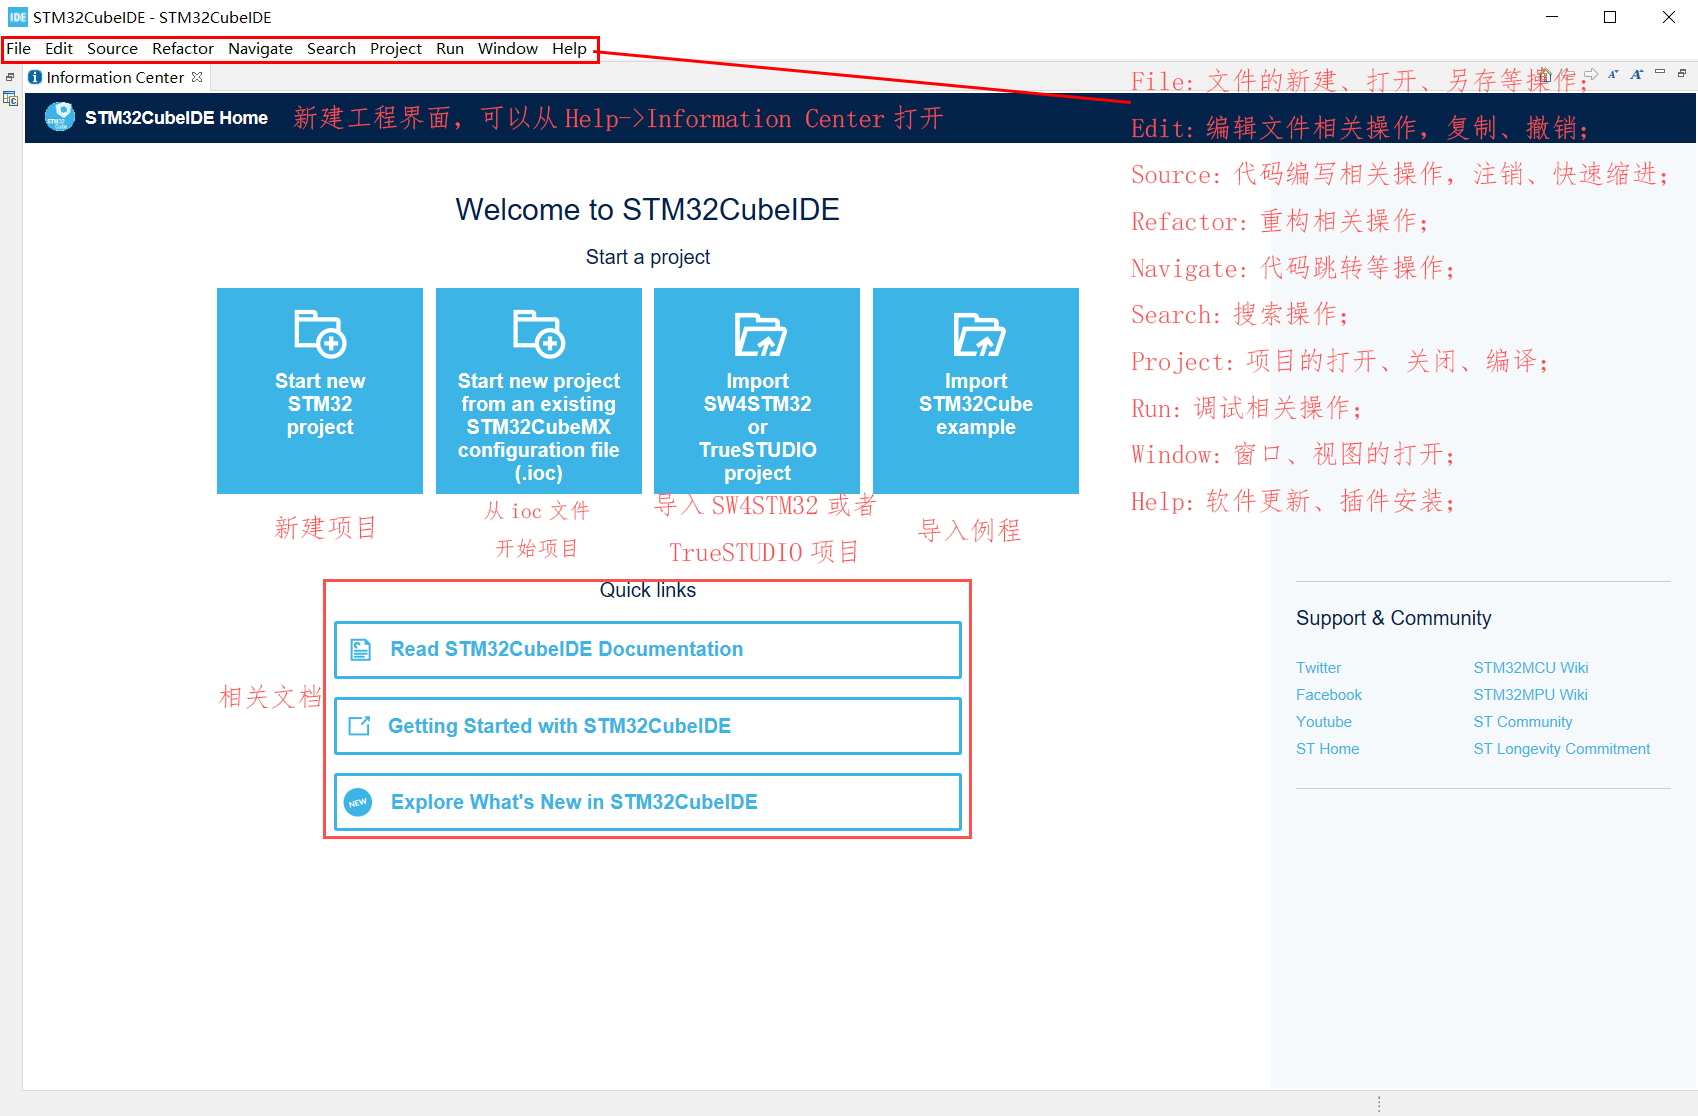 IDE STM32CubeIDE - STM32CubeIDE
File Edit Source Refactor Navigate Search Project Run Window Help
Information Center
STM32CubeIDE Home
新建工程界面，可以从 Help->Information Center 打开
File: 文件的新建、打开、另存等操作；
Edit: 编辑文件相关操作，复制、撤销；
Source: 代码编写相关操作，注销、快速缩进；
Refactor: 重构相关操作；
Navigate: 代码跳转等操作；
Search: 搜索操作；
Project: 项目的打开、关闭、编译；
Run: 调试相关操作；
Window: 窗口、视图的打开；
Help: 软件更新、插件安装；
Welcome to STM32CubeIDE
Start a project
Start new
STM32
project
Start new project
from an existing
STM32CubeMX
configuration file
(.ioc)
Import
SW4STM32
or
TrueSTUDIO
project
Import
STM32Cube
example
新建项目
从 ioc 文件
开始项目
导入 SW4STM32 或者
TrueSTUDIO 项目
导入例程
Quick links
Read STM32CubeIDE Documentation
Getting Started with STM32CubeIDE
NEW Explore What's New in STM32CubeIDE
相关文档
Support & Community
Twitter
Facebook
Youtube
ST Home
STM32MCU Wiki
STM32MPU Wiki
ST Community
ST Longevity Commitment